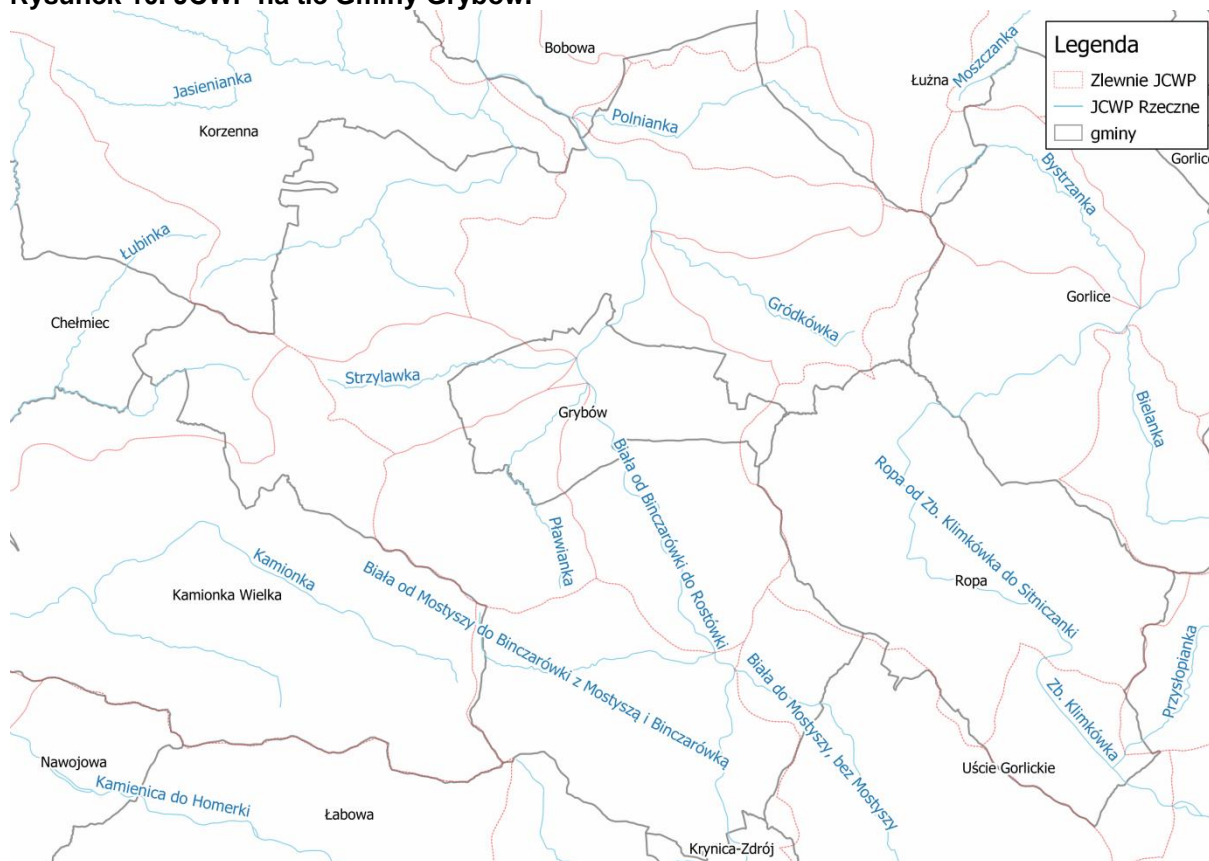 Rysunek 10. JCWP na tle Gminy Grybów.
Legenda
Zlewnie JCWP
JCWP Rzeczne
gminy
Bobowa
Łużna
Moszczanka
Jasienianka
Korzenna
Polnianka
Gorlice
Bystrzanka
Łubinka
Chełmiec
Gródkówka
Gorlice
Strzylawka
Grybów
Bielanka
Biała od Binczarówki do Rostówki
Ropa od Zb. Klimkówka do Sitniczanki
Pławianka
Kamionka
Kamionka Wielka
Biała od Mostyszy do Binczarówki z Mostyszą i Binczarówką
Ropa
Przysłopianka
Biała do Mostyszy, bez Mostyszy
Zb. Klimkówka
Nawojowa
Uście Gorlickie
Kamienica do Homerki
Łabowa
Krynica-Zdrój